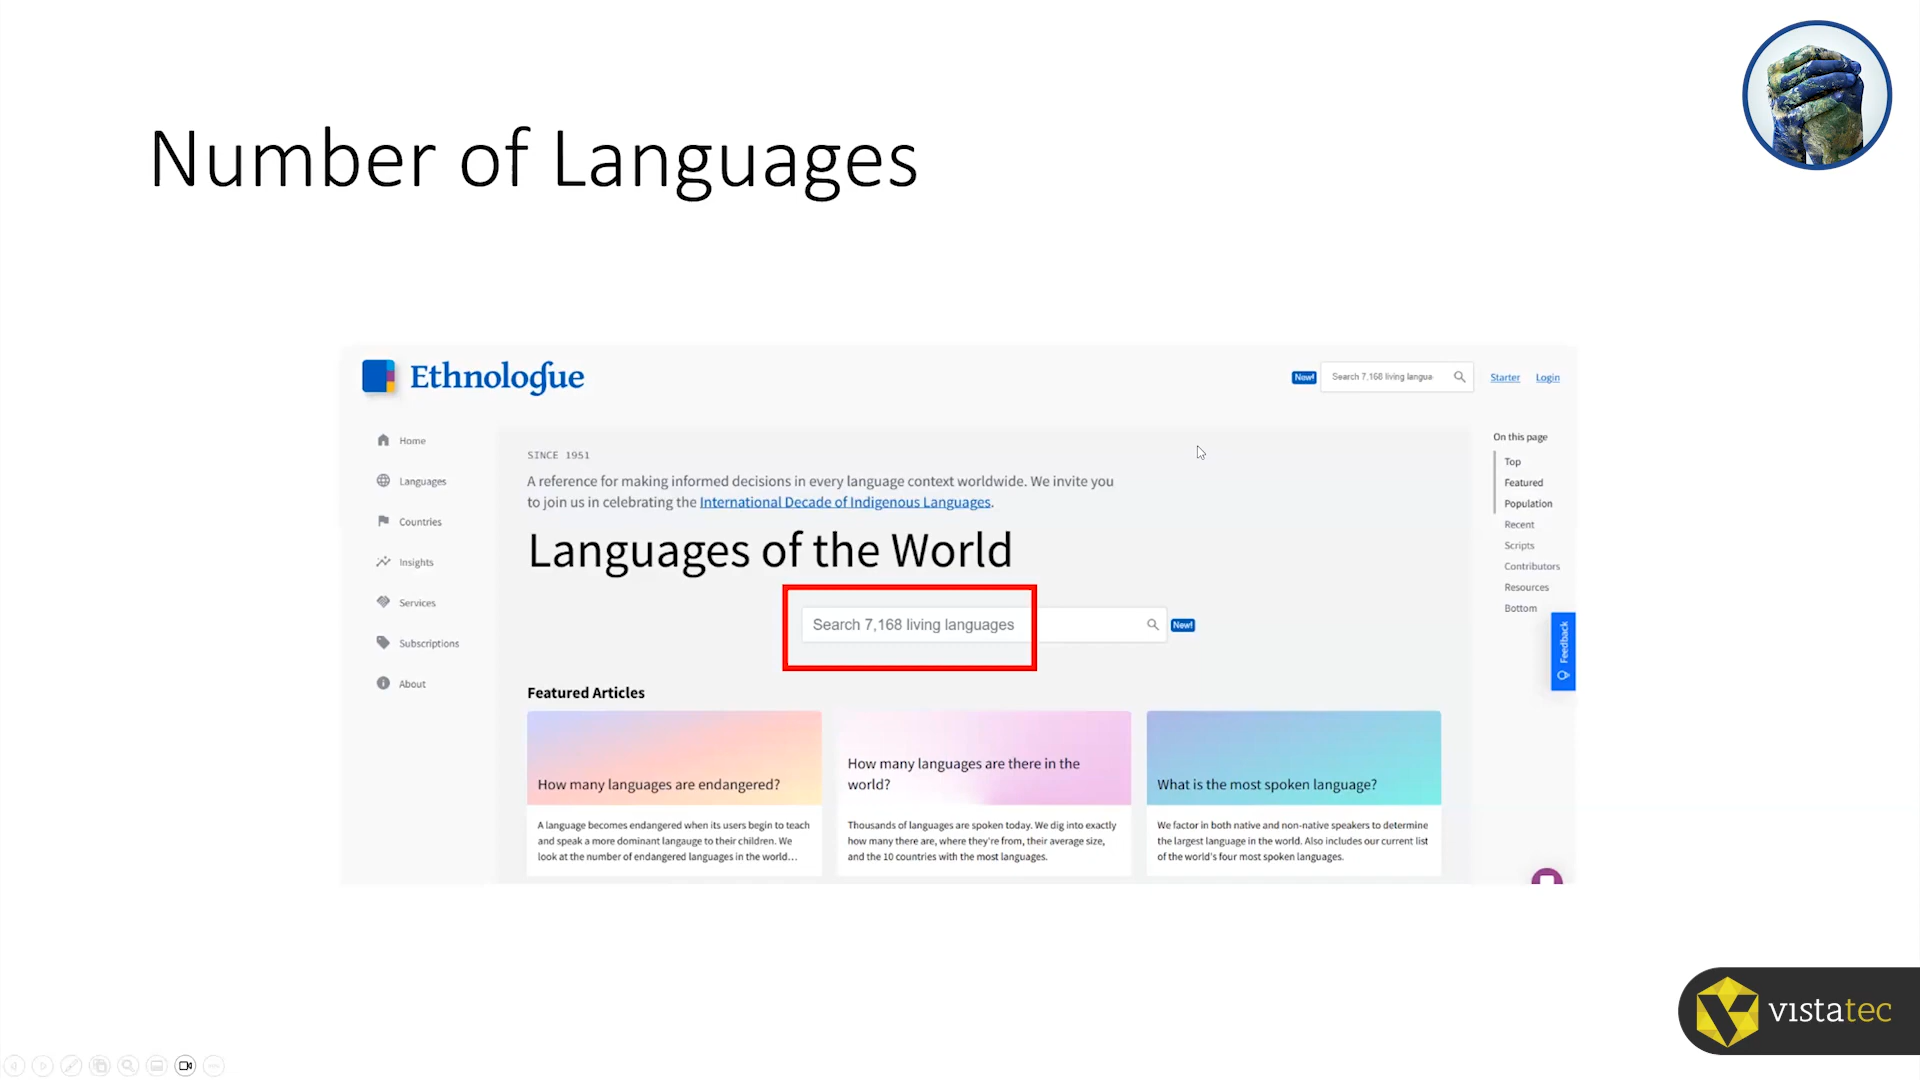 Number of Languages
Ethnologue
New!
Search 7,168 living langua
Starter
Login
Home
Languages
Countries
Insights
Services
Subscriptions
About
SINCE 1951
A reference for making informed decisions in every language context worldwide. We invite you
to join us in celebrating the International Decade of Indigenous Languages.
Languages of the World
Search 7,168 living languages
New!
Featured Articles
How many languages are endangered?
A language becomes endangered when its users begin to teach
and speak a more dominant langauge to their children. We
look at the number of endangered languages in the world...
How many languages are there in the
world?
Thousands of languages are spoken today. We dig into exactly
how many there are, where they're from, their average size,
and the 10 countries with the most languages.
What is the most spoken language?
We factor in both native and non-native speakers to determine
the largest language in the world. Also includes our current list
of the world's four most spoken languages.
On this page
Top
Featured
Population
Recent
Scripts
Contributors
Resources
Bottom
Feedback
vistatec